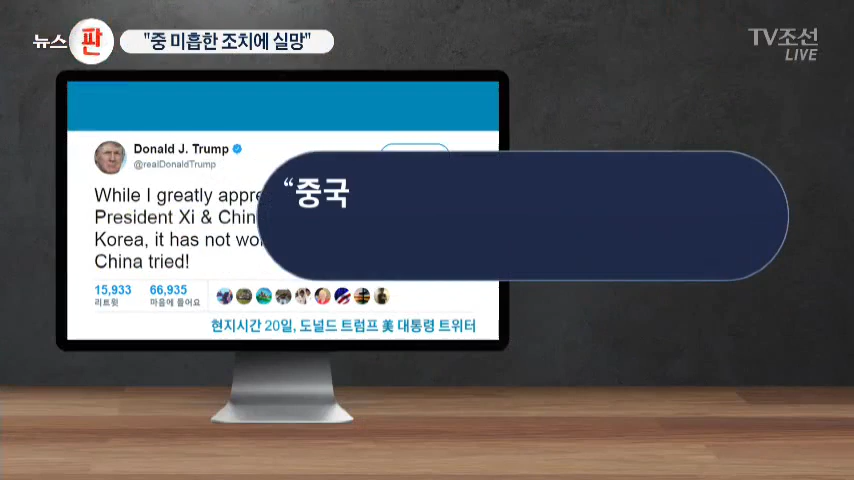 뉴스 판 "중 미흡한 조치에 실망"
TV조선
LIVE
Donald J. Trump
@realDonaldTrump
While I greatly appre
President Xi & Chin
Korea, it has not wo
China tried!
15,933 66,935
리트윗 마음에 들어요
현지시간 20일, 도널드 트럼프 美 대통령 트위터
“중국